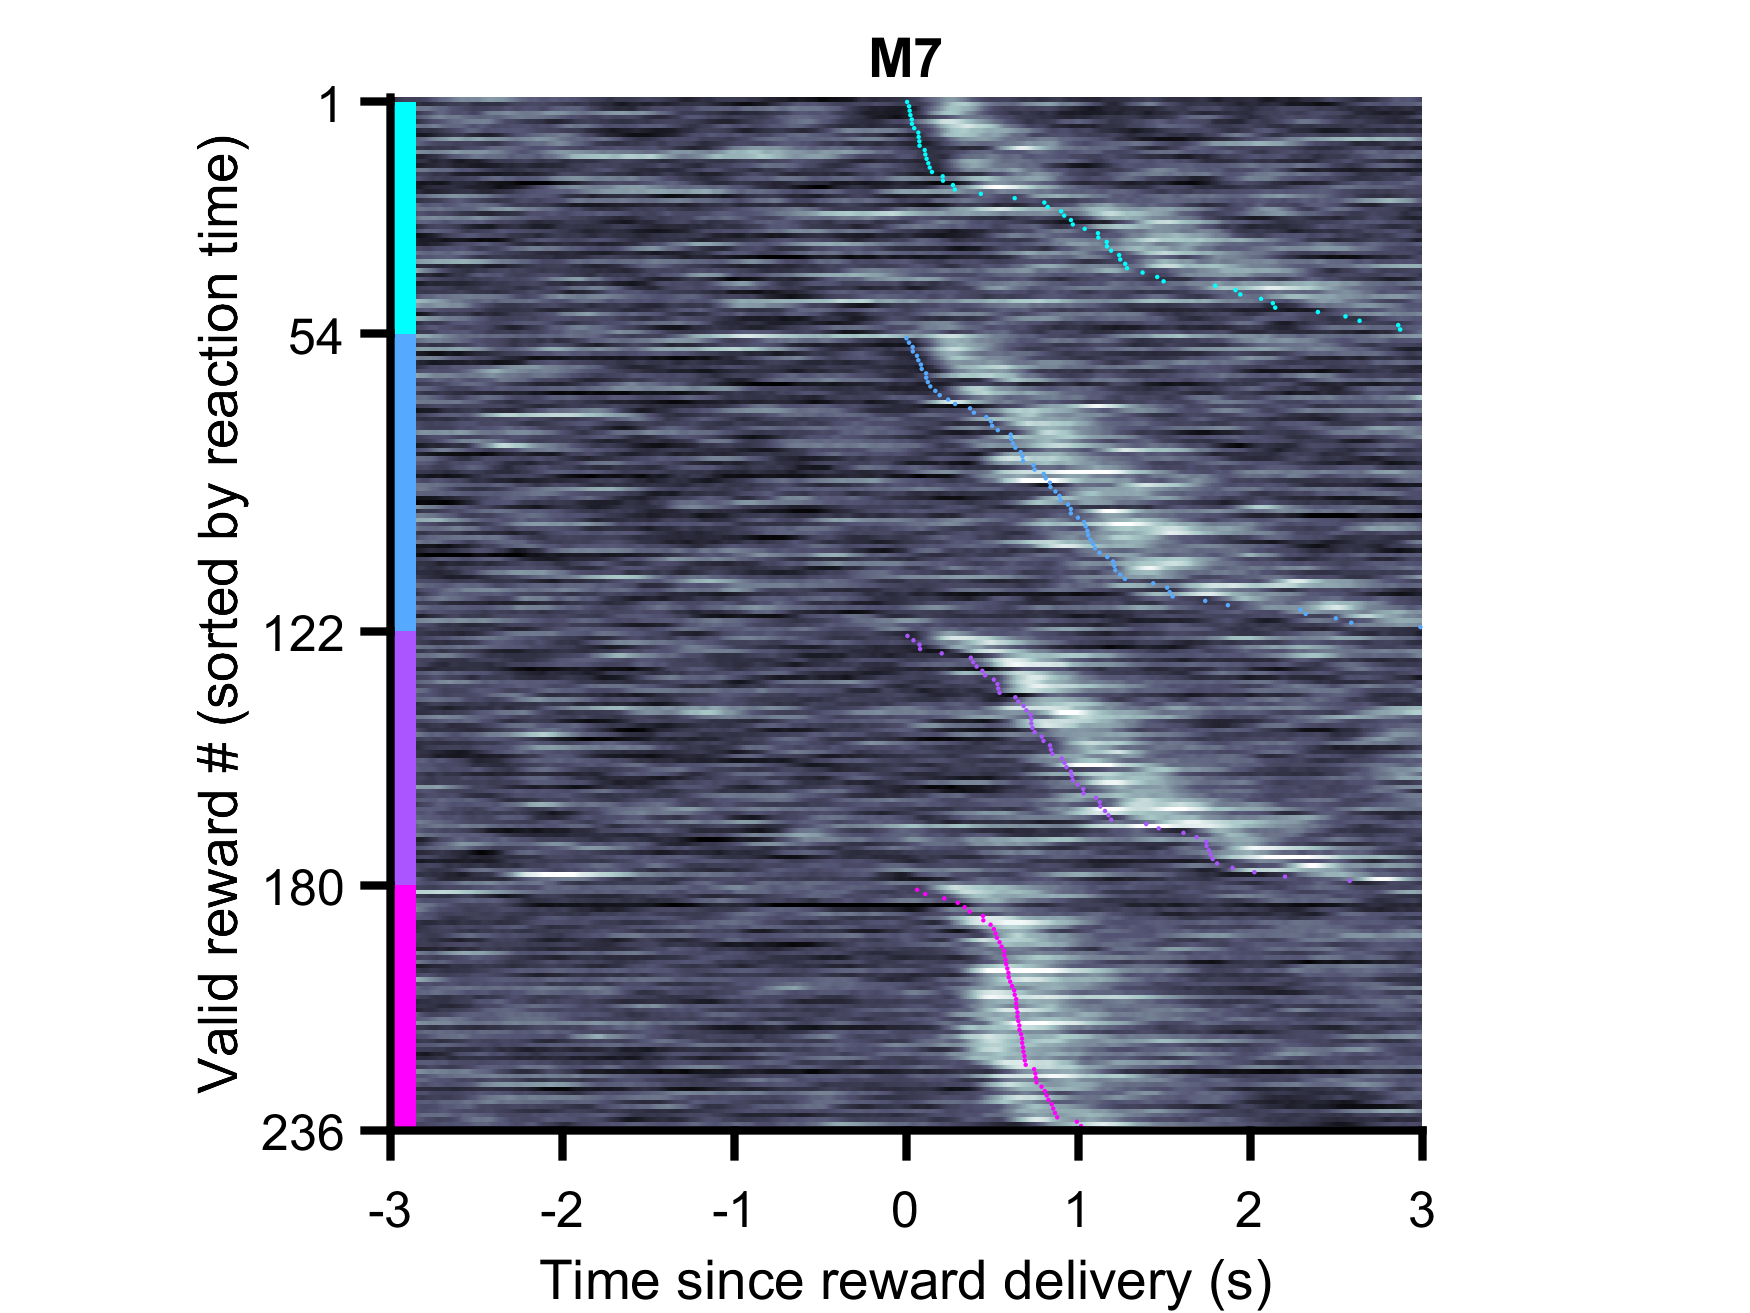 M7
Valid reward # (sorted by reaction time)
1
54
122
180
236
-3 -2 -1 0 1 2 3
Time since reward delivery (s)